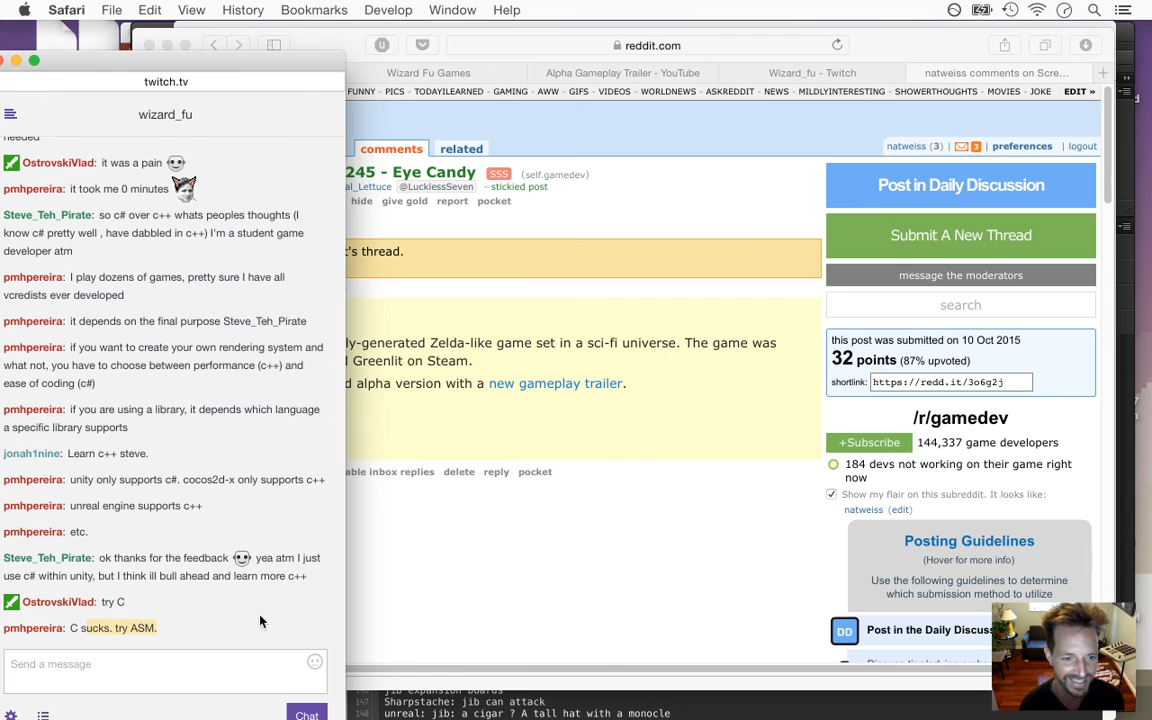 Safari File Edit View History Bookmarks Develop Window Help
reddit.com
Wizard Fu Games
Alpha Gameplay Trailer - YouTube
Wizard_fu - Twitch
natweiss comments on Scre...
FUNNY - PICS - TODAYILEARNED - GAMING - AWW - GIFS - VIDEOS - WORLDNEWS - ASKREDDIT - NEWS - MILDLYINTERESTING - SHOWERTHOUGHTS - MOVIES - JOKE EDIT »
twitch.tv
wizard_fu
needed
OstrovskiVlad: it was a pain
pmhpereira: it took me 0 minutes
Steve_Teh_Pirate: so c# over c++ whats peoples thoughts (I
know c# pretty well , have dabbled in c++) I'm a student game
developer atm
pmhpereira: I play dozens of games, pretty sure I have all
vcredists ever developed
pmhpereira: it depends on the final purpose Steve_Teh_Pirate
pmhpereira: if you want to create your own rendering system and
what not, you have to choose between performance (c++) and
ease of coding (c#)
pmhpereira: if you are using a library, it depends which language
a specific library supports
jonah1nine: Learn c++ steve.
pmhpereira: unity only supports c#. cocos2d-x only supports c++
pmhpereira: unreal engine supports c++
pmhpereira: etc.
Steve_Teh_Pirate: ok thanks for the feedback yea atm I just
use c# within unity, but I think ill bull ahead and learn more c++
OstrovskiVlad: try C
pmhpereira: C sucks. try ASM.
Send a message
Chat
comments related
245 - Eye Candy SSS (self.gamedev)
al_Lettuce @LucklessSeven - stickied post
hide give gold report pocket
t's thread.
ly-generated Zelda-like game set in a sci-fi universe. The game was
d Greenlit on Steam.
d alpha version with a new gameplay trailer.
able inbox replies delete reply pocket
natweiss (3) | 3 | preferences | logout
Post in Daily Discussion
Submit A New Thread
message the moderators
search
this post was submitted on 10 Oct 2015
32 points (87% upvoted)
shortlink: https://redd.it/3o6g2j
/r/gamedev
+Subscribe 144,337 game developers
184 devs not working on their game right
now
Show my flair on this subreddit. It looks like:
natweiss (edit)
Posting Guidelines
(Hover for more info)
Use the following guidelines to determine
which submission method to utilize
DD Post in the Daily Discuss
jib expansion boards
147 Sharpstache: jib can attack
148 unreal: jib: a cigar ? A tall hat with a monocle